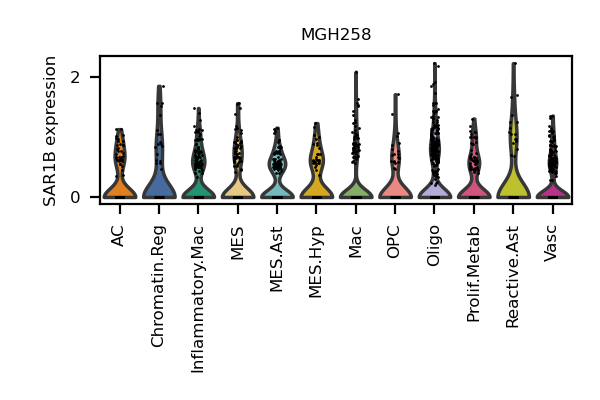 MGH258
SAR1B expression
2
0
AC
Chromatin.Reg
Inflammatory.Mac
MES
MES.Ast
MES.Hyp
Mac
OPC
Oligo
Prolif.Metab
Reactive.Ast
Vasc